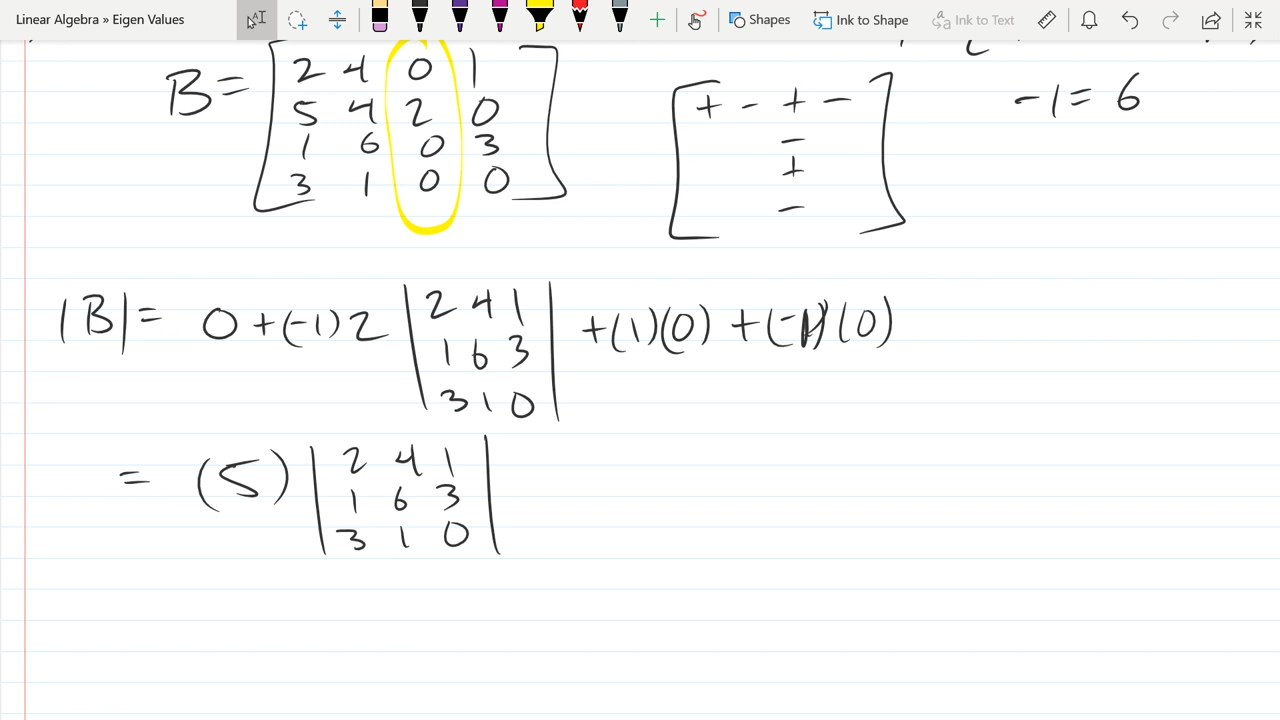 Linear Algebra » Eigen Values
Shapes
Ink to Shape
Ink to Text
B = [ 2 4 0 1
5 4 2 0
1 6 0 3
3 1 0 0 ]
[ + - + -
-
+
- ]
-1 = 6
|B| = 0 + (-1) 2 | 2 4 1 | + (1)(0) + (-1)(0)
1 6 3
3 1 0
= (5) | 2 4 1 |
1 6 3
3 1 0